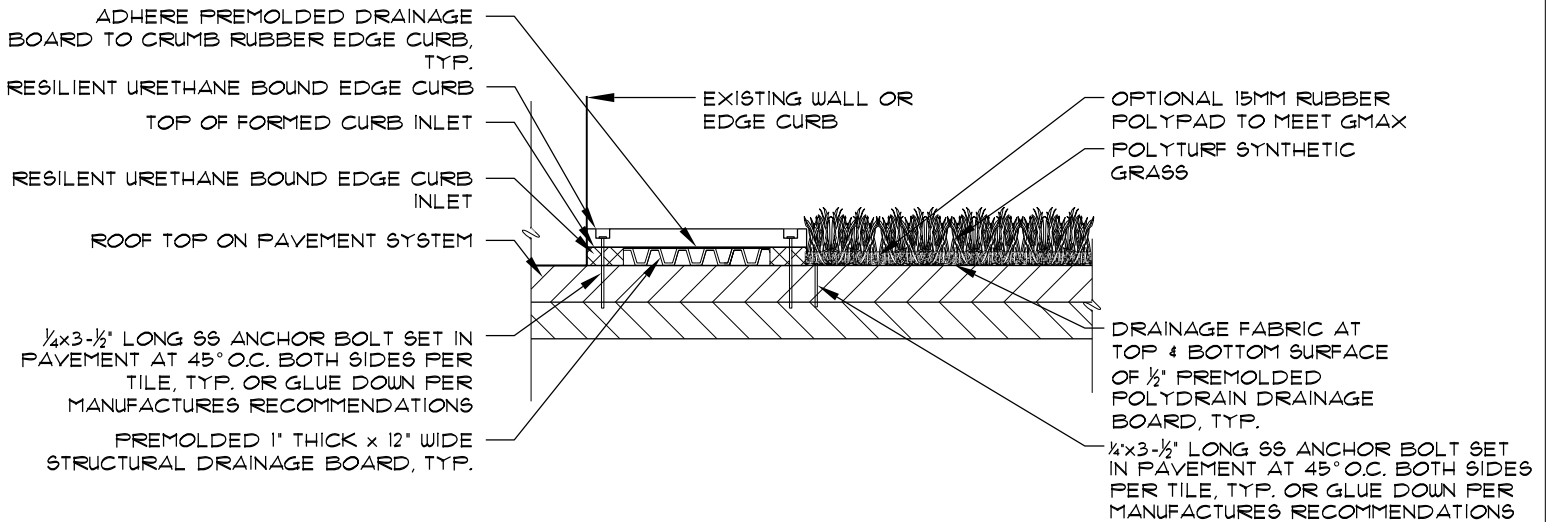 ADHERE PREMOLDED DRAINAGE
BOARD TO CRUMB RUBBER EDGE CURB,
TYP.
RESILIENT URETHANE BOUND EDGE CURB
TOP OF FORMED CURB INLET
RESILENT URETHANE BOUND EDGE CURB
INLET
ROOF TOP ON PAVEMENT SYSTEM
¼x3-½" LONG SS ANCHOR BOLT SET IN
PAVEMENT AT 45° O.C. BOTH SIDES PER
TILE, TYP. OR GLUE DOWN PER
MANUFACTURES RECOMMENDATIONS
PREMOLDED 1" THICK x 12" WIDE
STRUCTURAL DRAINAGE BOARD, TYP.
EXISTING WALL OR
EDGE CURB
OPTIONAL 15MM RUBBER
POLYPAD TO MEET GMAX
POLYTURF SYNTHETIC
GRASS
DRAINAGE FABRIC AT
TOP & BOTTOM SURFACE
OF ½" PREMOLDED
POLYDRAIN DRAINAGE
BOARD, TYP.
¼"x3-½" LONG SS ANCHOR BOLT SET
IN PAVEMENT AT 45° O.C. BOTH SIDES
PER TILE, TYP. OR GLUE DOWN PER
MANUFACTURES RECOMMENDATIONS